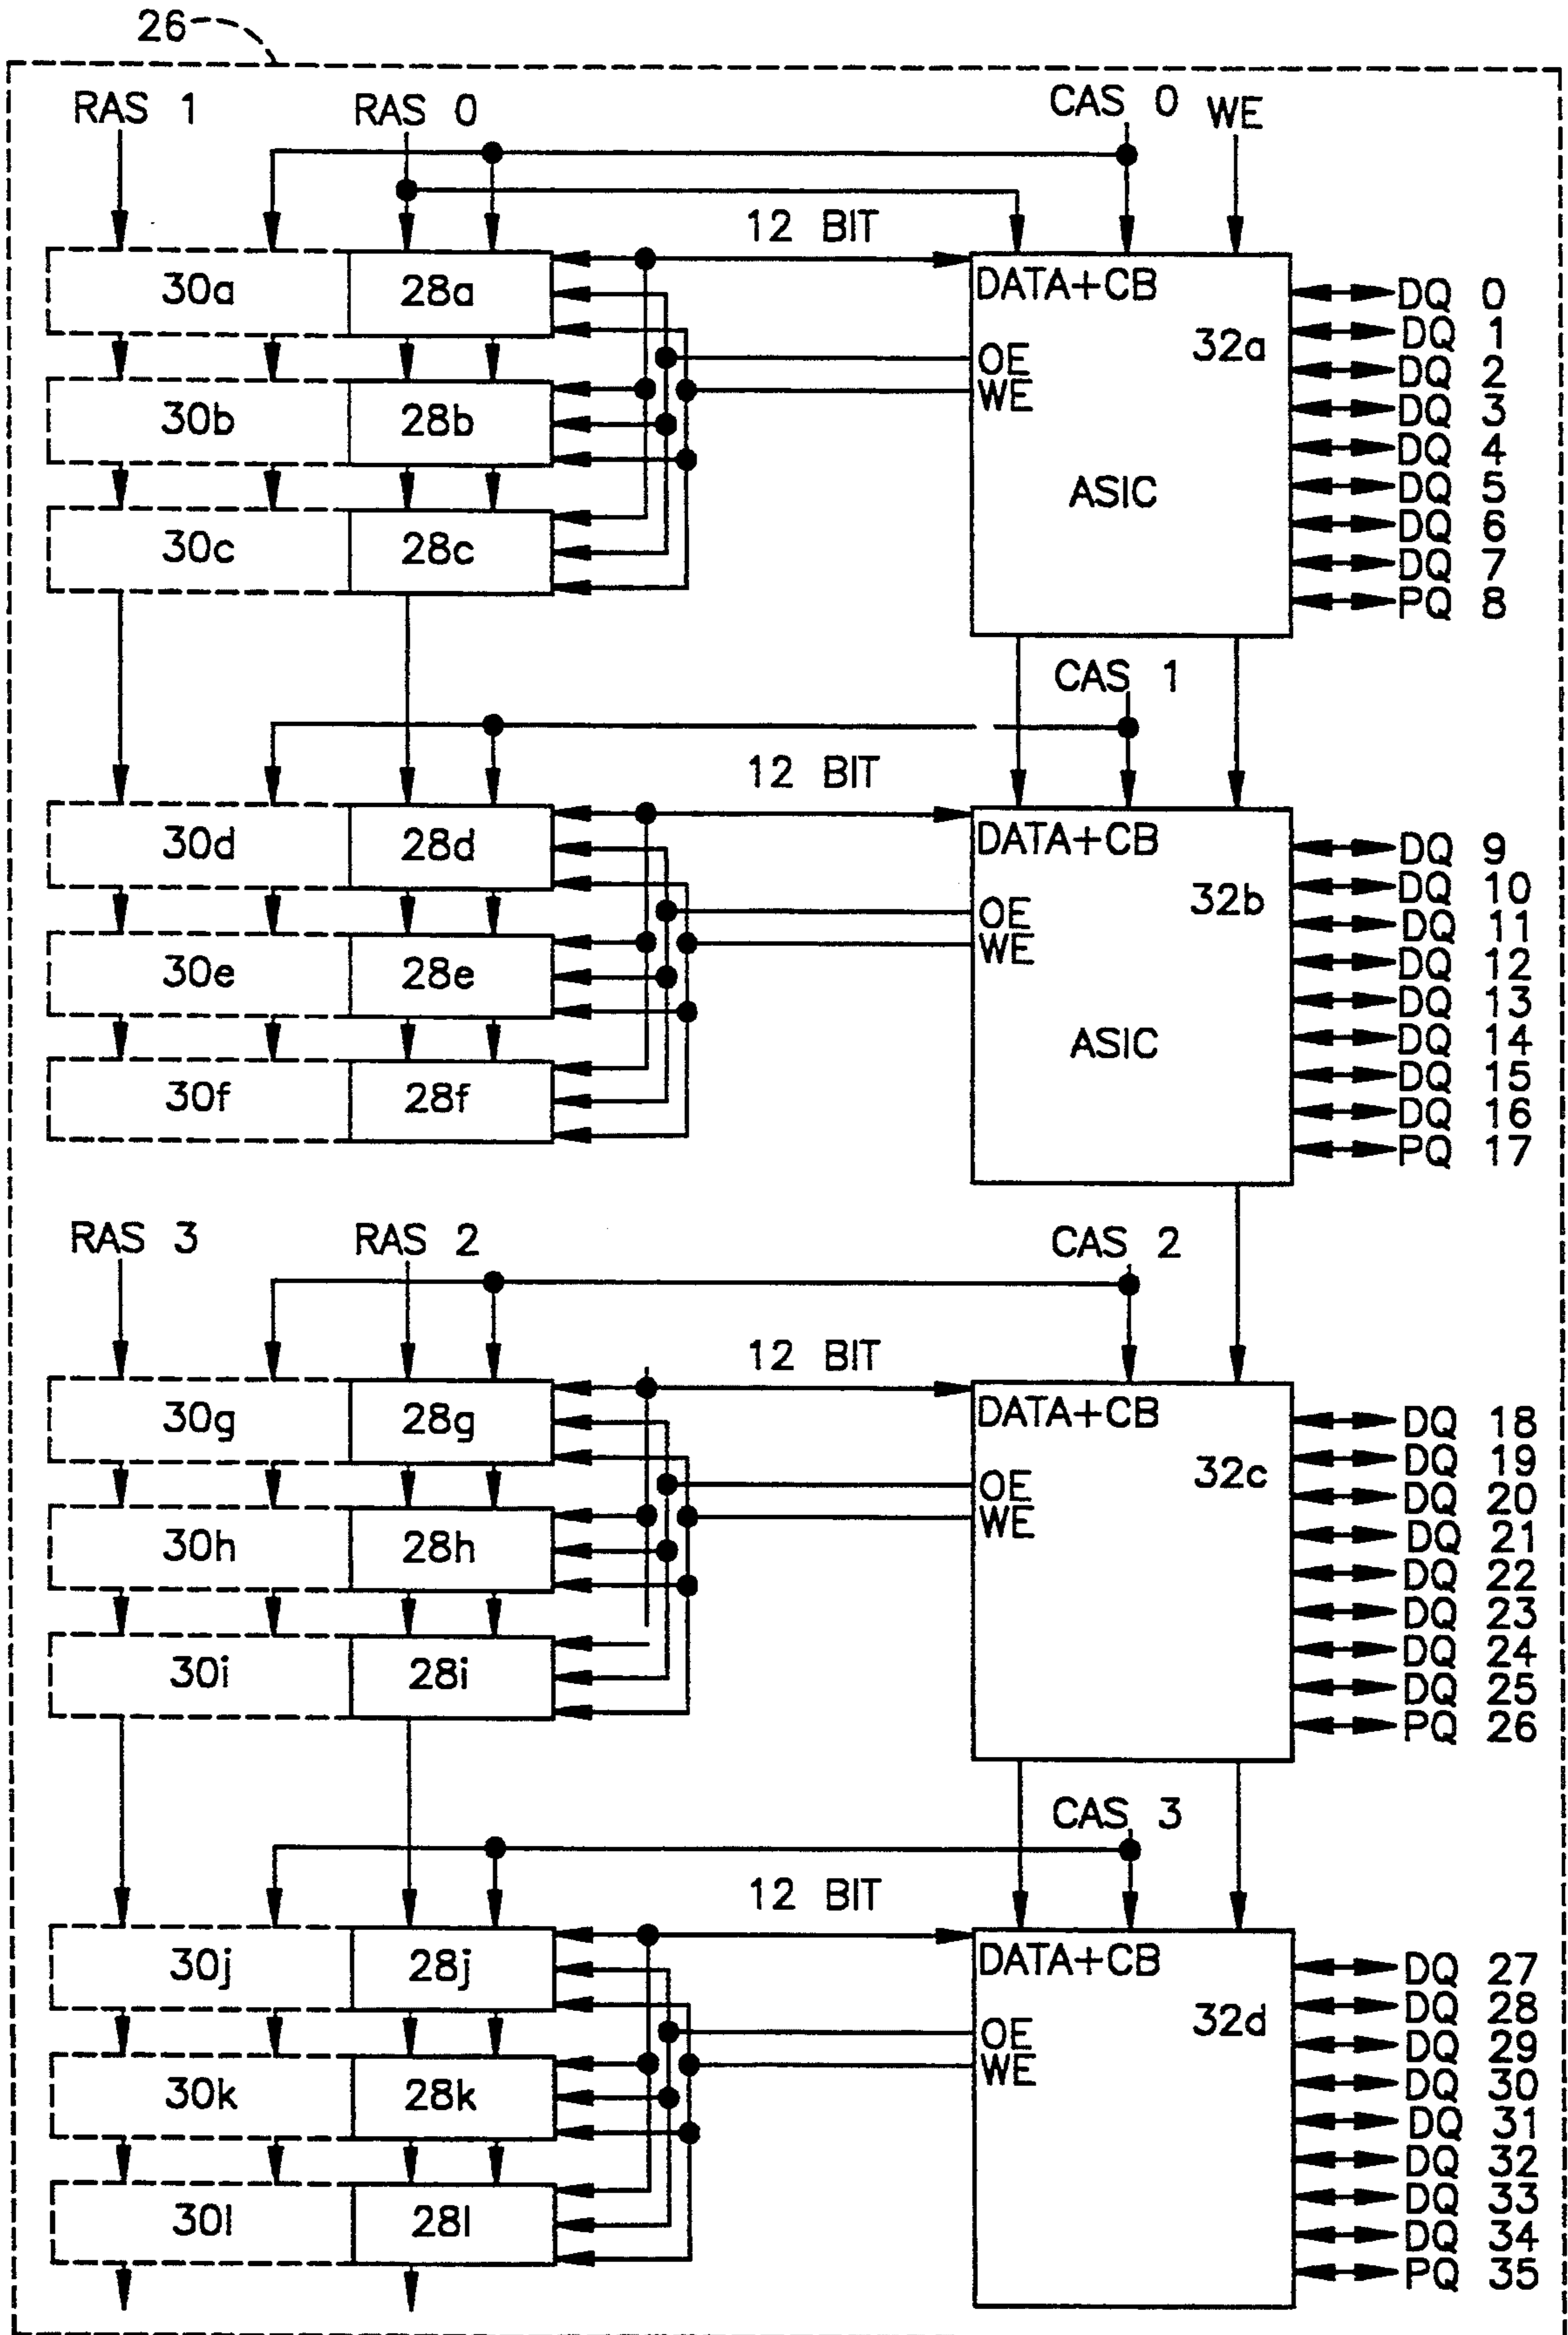 26
RAS 1 RAS 0 CAS 0 WE
12 BIT
30a 28a DATA+CB 32a DQ 0
DQ 1
OE DQ 2
30b 28b WE DQ 3
DQ 4
ASIC DQ 5
30c 28c DQ 6
DQ 7
PQ 8
CAS 1
12 BIT
30d 28d DATA+CB DQ 9
32b DQ 10
OE DQ 11
30e 28e WE DQ 12
DQ 13
ASIC DQ 14
30f 28f DQ 15
DQ 16
PQ 17
RAS 3 RAS 2 CAS 2
12 BIT
30g 28g DATA+CB DQ 18
32c DQ 19
OE DQ 20
30h 28h WE DQ 21
DQ 22
DQ 23
30i 28i DQ 24
DQ 25
PQ 26
CAS 3
12 BIT
30j 28j DATA+CB DQ 27
32d DQ 28
OE DQ 29
30k 28k WE DQ 30
DQ 31
DQ 32
30l 28l DQ 33
DQ 34
PQ 35